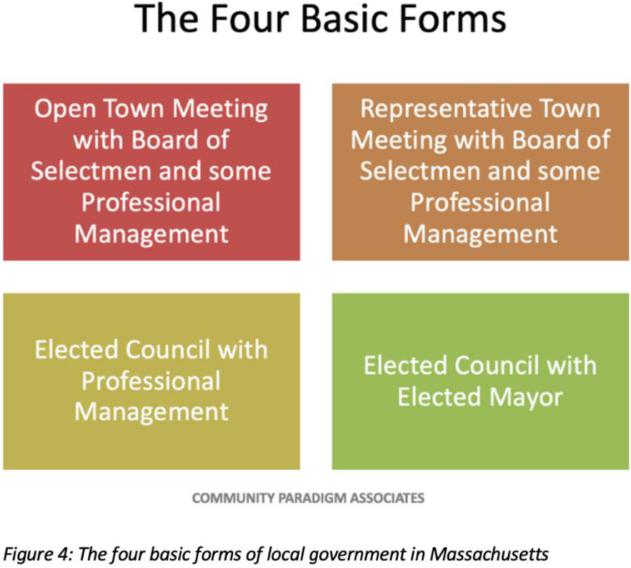 The Four Basic Forms
Open Town Meeting
with Board of
Selectmen and some
Professional
Management
Representative Town
Meeting with Board of
Selectmen and some
Professional
Management
Elected Council with
Professional
Management
Elected Council with
Elected Mayor
COMMUNITY PARADIGM ASSOCIATES
Figure 4: The four basic forms of local government in Massachusetts